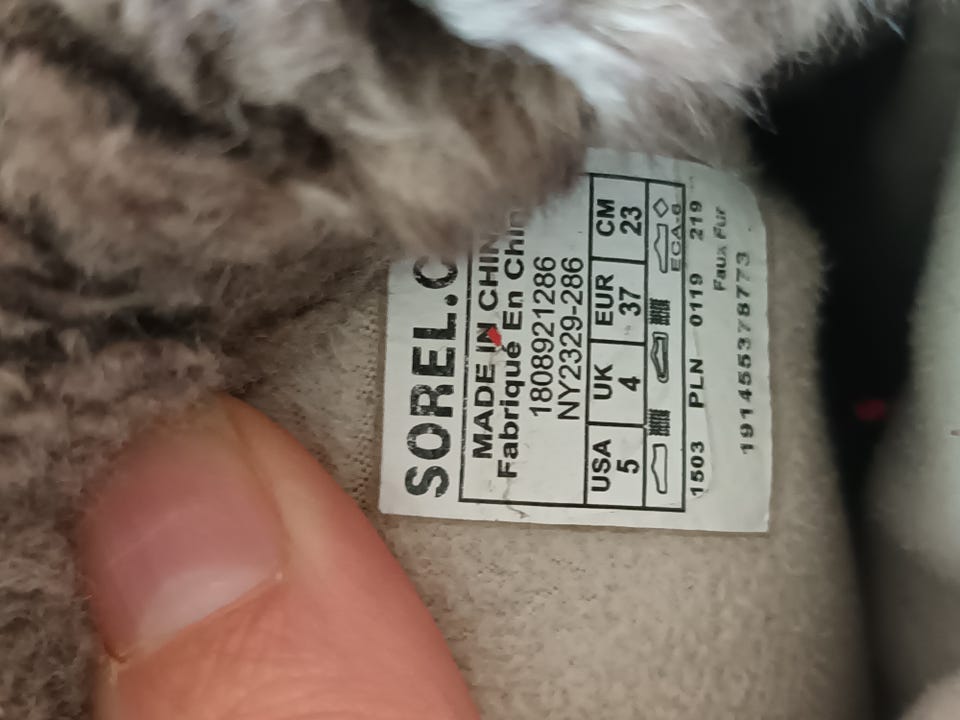 SOREL.C
MADE IN CHIN
Fabriqué En Chin
1808921286
NY2329-286
USA UK EUR CM
5 4 37 23
ECA-6
1503 PLN 0119 219
Faux Fur
191455378773